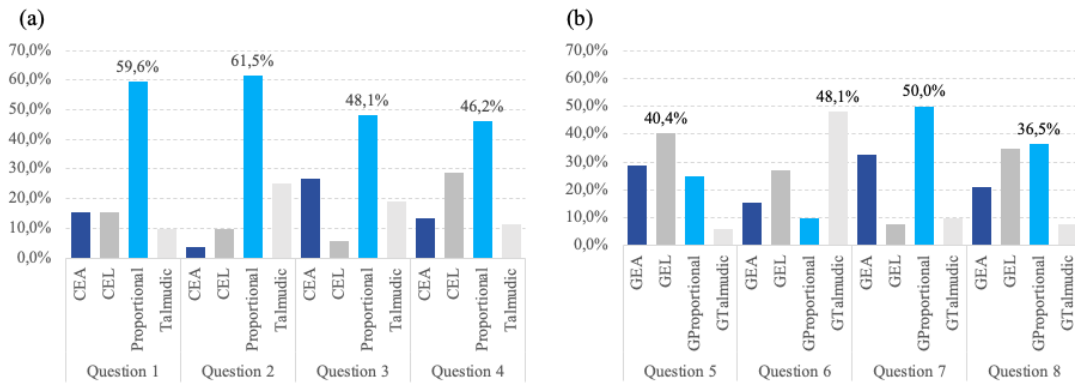 (a)
70,0%
60,0%
50,0%
40,0%
30,0%
20,0%
10,0%
0,0%
59,6%
61,5%
48,1%
46,2%
CEA
CEL
Proportional
Talmudic
CEA
CEL
Proportional
Talmudic
CEA
CEL
Proportional
Talmudic
CEA
CEL
Proportional
Talmudic
Question 1
Question 2
Question 3
Question 4
(b)
70,0%
60,0%
50,0%
40,0%
30,0%
20,0%
10,0%
0,0%
40,4%
48,1%
50,0%
36,5%
GEA
GEL
GProportional
GTalmudic
GEA
GEL
GProportional
GTalmudic
GEA
GEL
GProportional
GTalmudic
GEA
GEL
GProportional
GTalmudic
Question 5
Question 6
Question 7
Question 8